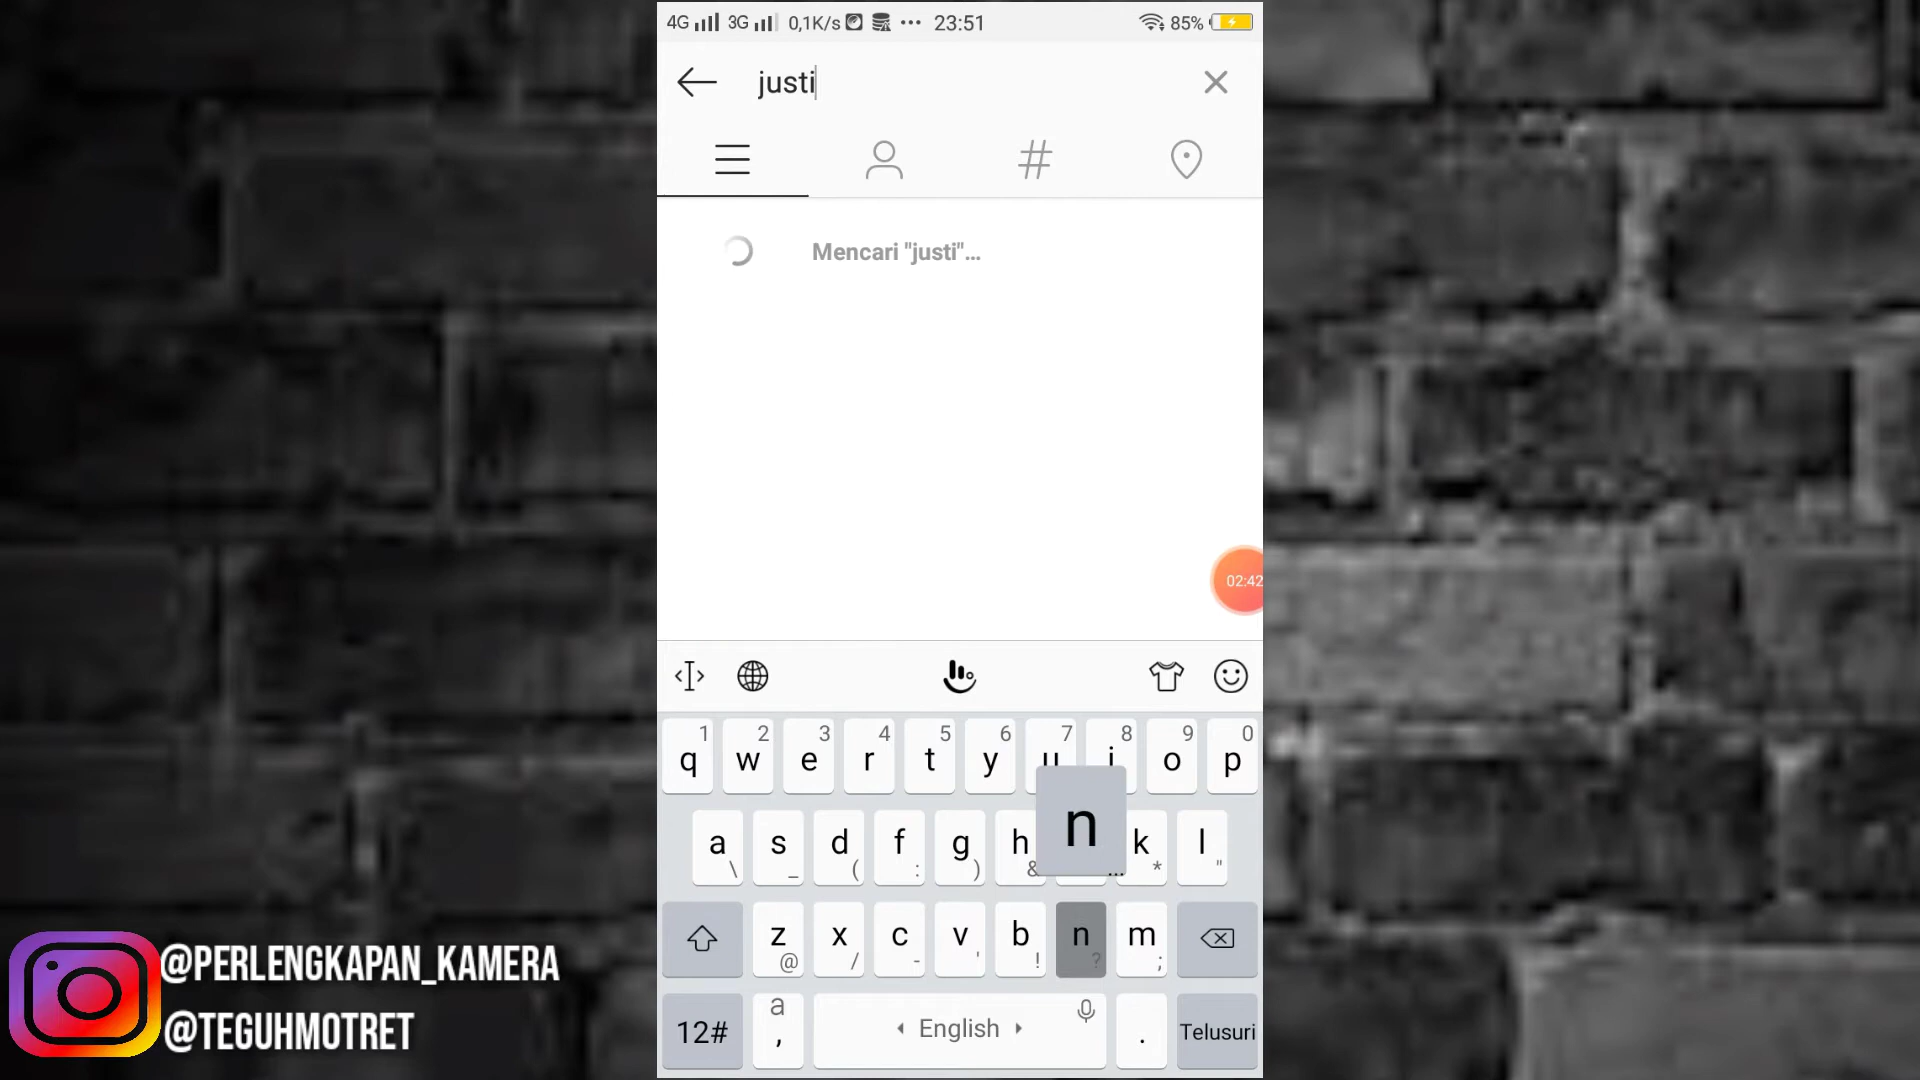 4G 3G 0,1K/s ... 23:51 85%
justi
#
Mencari "justi"...
02:42
1 2 3 4 5 6 7 8 9 0
q w e r t y u i o p
n
a s d f g h k l
\ _ ( : ) & ... * "
z x c v b n m
@ / - ' ! ? ;
12# a , English . Telusuri
@PERLENGKAPAN_KAMERA
@TEGUHMOTRET